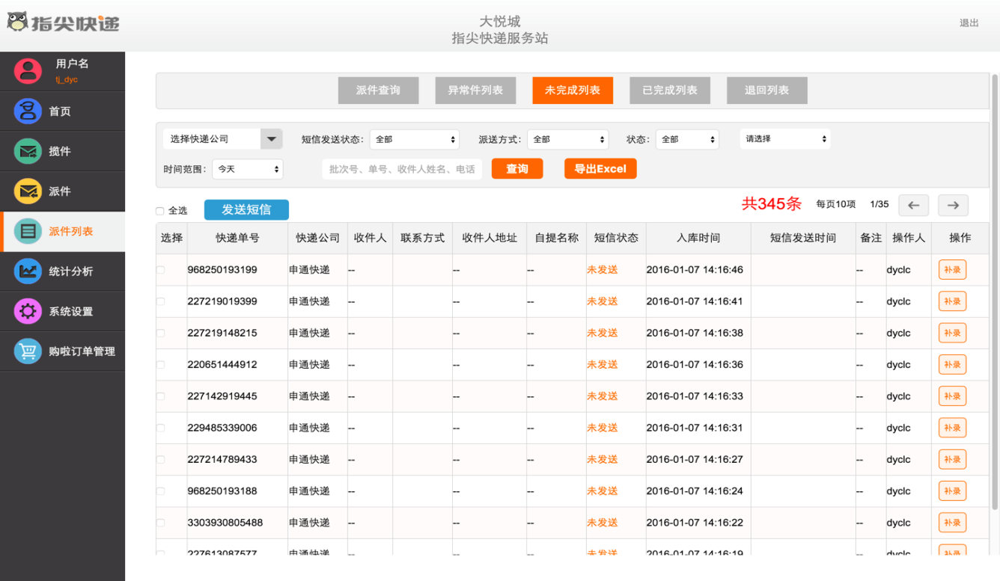 指尖快递
大悦城
指尖快递服务站
退出
用户名
tj_dyc
首页
揽件
派件
派件列表
统计分析
系统设置
购啦订单管理
派件查询 异常件列表 未完成列表 已完成列表 退回列表
选择快递公司 短信发送状态: 全部 派送方式: 全部 状态: 全部 请选择
时间范围: 今天 批次号、单号、收件人姓名、电话 查询 导出Excel
全选 发送短信 共345条 每页10项 1/35 ← →
选择 快递单号 快递公司 收件人 联系方式 收件人地址 自提名称 短信状态 入库时间 短信发送时间 备注 操作人 操作
968250193199 申通快递 -- -- -- 未发送 2016-01-07 14:16:46 -- dyclc 补录
227219019399 申通快递 -- -- -- 未发送 2016-01-07 14:16:41 -- dyclc 补录
227219148215 申通快递 -- -- -- 未发送 2016-01-07 14:16:38 -- dyclc 补录
220651444912 申通快递 -- -- -- 未发送 2016-01-07 14:16:36 -- dyclc 补录
227142919445 申通快递 -- -- -- 未发送 2016-01-07 14:16:33 -- dyclc 补录
229485339006 申通快递 -- -- -- 未发送 2016-01-07 14:16:31 -- dyclc 补录
227214789433 申通快递 -- -- -- 未发送 2016-01-07 14:16:27 -- dyclc 补录
968250193188 申通快递 -- -- -- 未发送 2016-01-07 14:16:24 -- dyclc 补录
3303930805488 申通快递 -- -- -- 未发送 2016-01-07 14:16:22 -- dyclc 补录
227613087577 申通快递 -- -- -- 未发送 2016-01-07 14:16:19 -- dyclc 补录